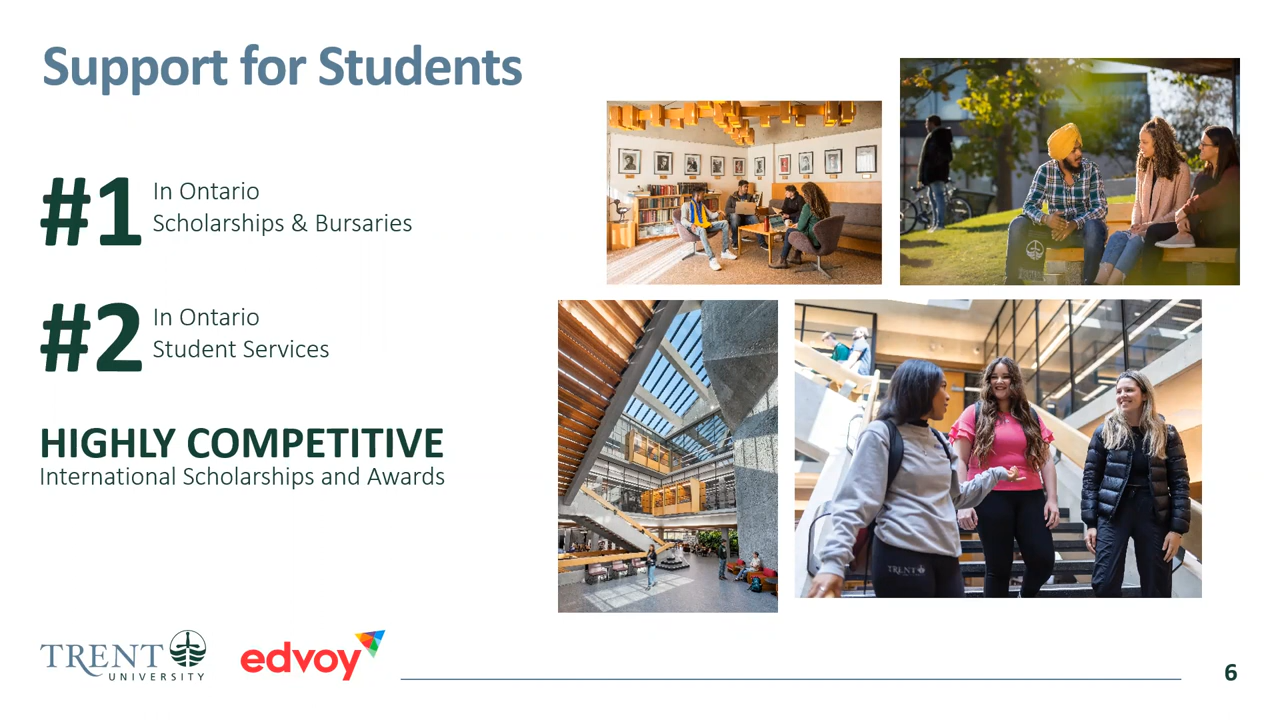 Support for Students
#1
In Ontario
Scholarships & Bursaries
#2
In Ontario
Student Services
HIGHLY COMPETITIVE
International Scholarships and Awards
TRENT
TRENT
UNIVERSITY
edvoy
6